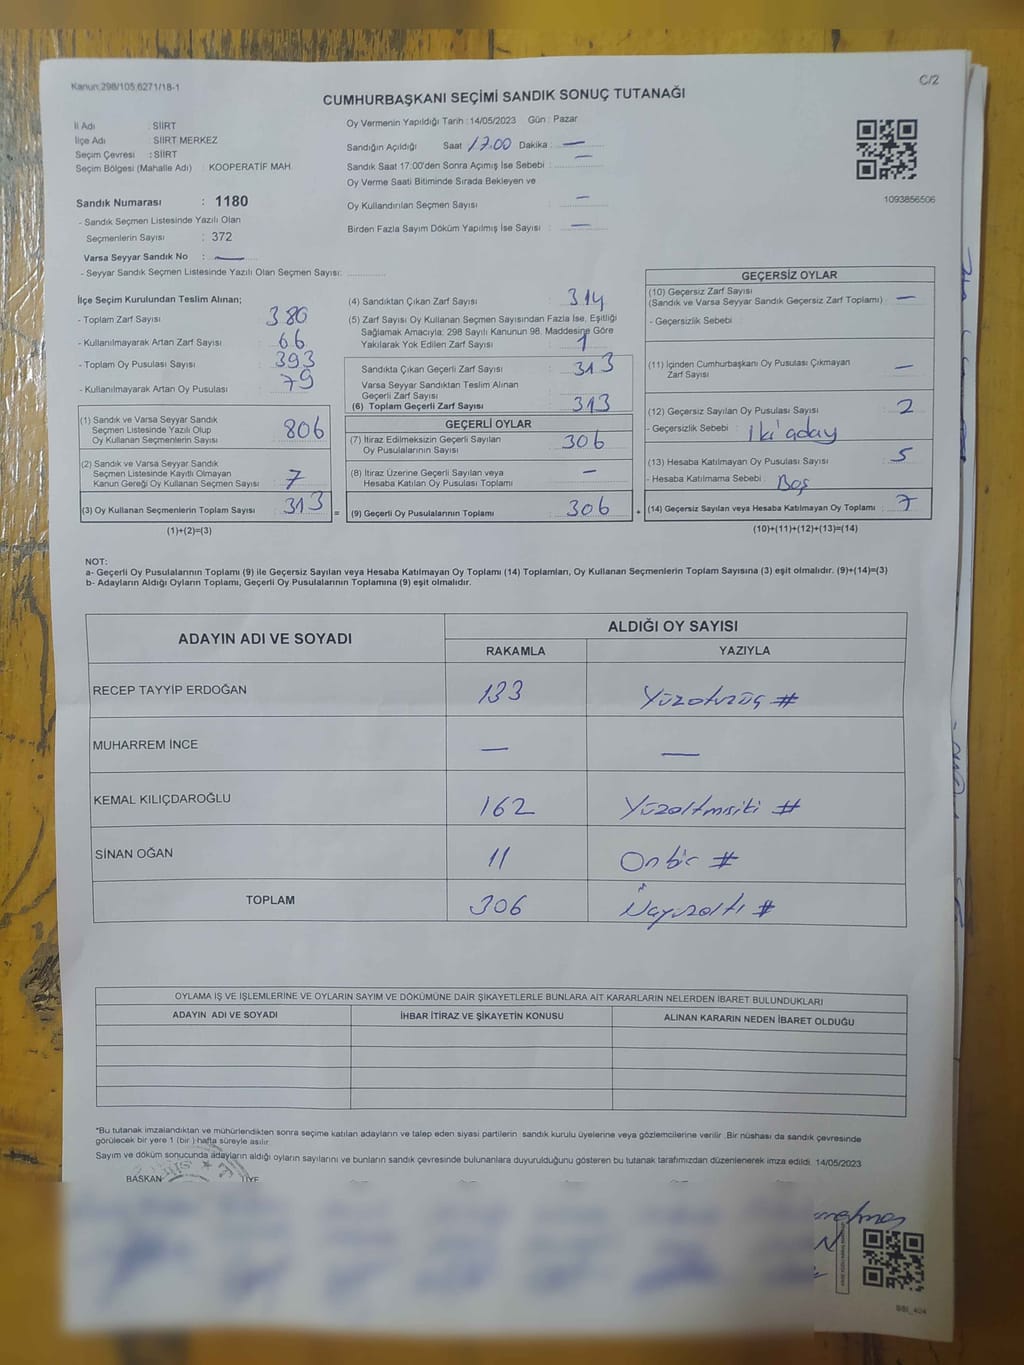 Kanun:298/105,6271/18-1
C/2
CUMHURBAŞKANI SEÇİMİ SANDIK SONUÇ TUTANAĞI
İl Adı : SİİRT
İlçe Adı : SİİRT MERKEZ
Seçim Çevresi : SİİRT
Seçim Bölgesi (Mahalle Adı) : KOOPERATİF MAH.
Sandık Numarası : 1180
- Sandık Seçmen Listesinde Yazılı Olan
Seçmenlerin Sayısı : 372
Varsa Seyyar Sandık No : —
- Seyyar Sandık Seçmen Listesinde Yazılı Olan Seçmen Sayısı:
Oy Vermenin Yapıldığı Tarih : 14/05/2023 Gün : Pazar
Sandığın Açıldığı Saat 17.00 Dakika : —
Sandık Saat 17:00'den Sonra Açımış İse Sebebi : —
Oy Verme Saati Bitiminde Sırada Bekleyen ve
Oy Kullandırılan Seçmen Sayısı : —
Birden Fazla Sayım Döküm Yapılmış İse Sayısı : —
1093856506
İlçe Seçim Kurulundan Teslim Alınan;
- Toplam Zarf Sayısı : 380
- Kullanılmayarak Artan Zarf Sayısı : 66
- Toplam Oy Pusulası Sayısı : 393
- Kullanılmayarak Artan Oy Pusulası : 79
(1) Sandık ve Varsa Seyyar Sandık
Seçmen Listesinde Yazılı Olup
Oy Kullanan Seçmenlerin Sayısı : 806
(2) Sandık ve Varsa Seyyar Sandık
Seçmen Listesinde Kayıtlı Olmayan
Kanun Gereği Oy Kullanan Seçmen Sayısı : 7
(3) Oy Kullanan Seçmenlerin Toplam Sayısı : 313
(1)+(2)=(3)
(4) Sandıktan Çıkan Zarf Sayısı : 314
(5) Zarf Sayısı Oy Kullanan Seçmen Sayısından Fazla İse, Eşitliği
Sağlamak Amacıyla; 298 Sayılı Kanunun 98. Maddesine Göre
Yakılarak Yok Edilen Zarf Sayısı : 1
Sandıkta Çıkan Geçerli Zarf Sayısı : 313
Varsa Seyyar Sandıktan Teslim Alınan
Geçerli Zarf Sayısı :
(6) Toplam Geçerli Zarf Sayısı : 313
GEÇERLİ OYLAR
(7) İtiraz Edilmeksizin Geçerli Sayılan
Oy Pusulalarının Sayısı : 306
(8) İtiraz Üzerine Geçerli Sayılan veya
Hesaba Katılan Oy Pusulası Toplamı : —
= (9) Geçerli Oy Pusulalarının Toplamı : 306 +
GEÇERSİZ OYLAR
(10) Geçersiz Zarf Sayısı
(Sandık ve Varsa Seyyar Sandık Geçersiz Zarf Toplamı) : —
- Geçersizlik Sebebi :
(11) İçinden Cumhurbaşkanı Oy Pusulası Çıkmayan
Zarf Sayısı : —
(12) Geçersiz Sayılan Oy Pusulası Sayısı : 2
- Geçersizlik Sebebi : İki aday
(13) Hesaba Katılmayan Oy Pusulası Sayısı : 5
- Hesaba Katılmama Sebebi : Boş
(14) Geçersiz Sayılan veya Hesaba Katılmayan Oy Toplamı : 7
(10)+(11)+(12)+(13)=(14)
NOT:
a- Geçerli Oy Pusulalarının Toplamı (9) ile Geçersiz Sayılan veya Hesaba Katılmayan Oy Toplamı (14) Toplamları, Oy Kullanan Seçmenlerin Toplam Sayısına (3) eşit olmalıdır. (9)+(14)=(3)
b- Adayların Aldığı Oyların Toplamı, Geçerli Oy Pusulalarının Toplamına (9) eşit olmalıdır.
ADAYIN ADI VE SOYADI ALDIĞI OY SAYISI
RAKAMLA YAZIYLA
RECEP TAYYİP ERDOĞAN 133 Yüzotuzüç #
MUHARREM İNCE — —
KEMAL KILIÇDAROĞLU 162 Yüzaltmışiki #
SİNAN OĞAN 11 Onbir #
TOPLAM 306 Üçyüzaltı #
OYLAMA İŞ VE İŞLEMLERİNE VE OYLARIN SAYIM VE DÖKÜMÜNE DAİR ŞİKAYETLERLE BUNLARA AİT KARARLARIN NELERDEN İBARET BULUNDUKLARI
ADAYIN ADI VE SOYADI İHBAR İTİRAZ VE ŞİKAYETİN KONUSU ALINAN KARARIN NEDEN İBARET OLDUĞU
*Bu tutanak imzalandıktan ve mühürlendikten sonra seçime katılan adayların ve talep eden siyasi partilerin sandık kurulu üyelerine veya gözlemcilerine verilir .Bir nüshası da sandık çevresinde
görülecek bir yere 1 (bir ) hafta süreyle asılır.
Sayım ve döküm sonucunda adayların aldığı oyların sayılarını ve bunların sandık çevresinde bulunanlara duyurulduğunu gösteren bu tutanak tarafımızdan düzenlenerek imza edildi. 14/05/2023
BAŞKAN ÜYE